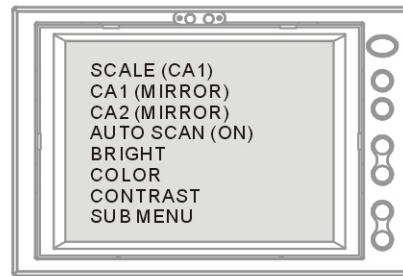 SCALE (CA1)
CA1 (MIRROR)
CA2 (MIRROR)
AUTO SCAN (ON)
BRIGHT
COLOR
CONTRAST
SUB MENU